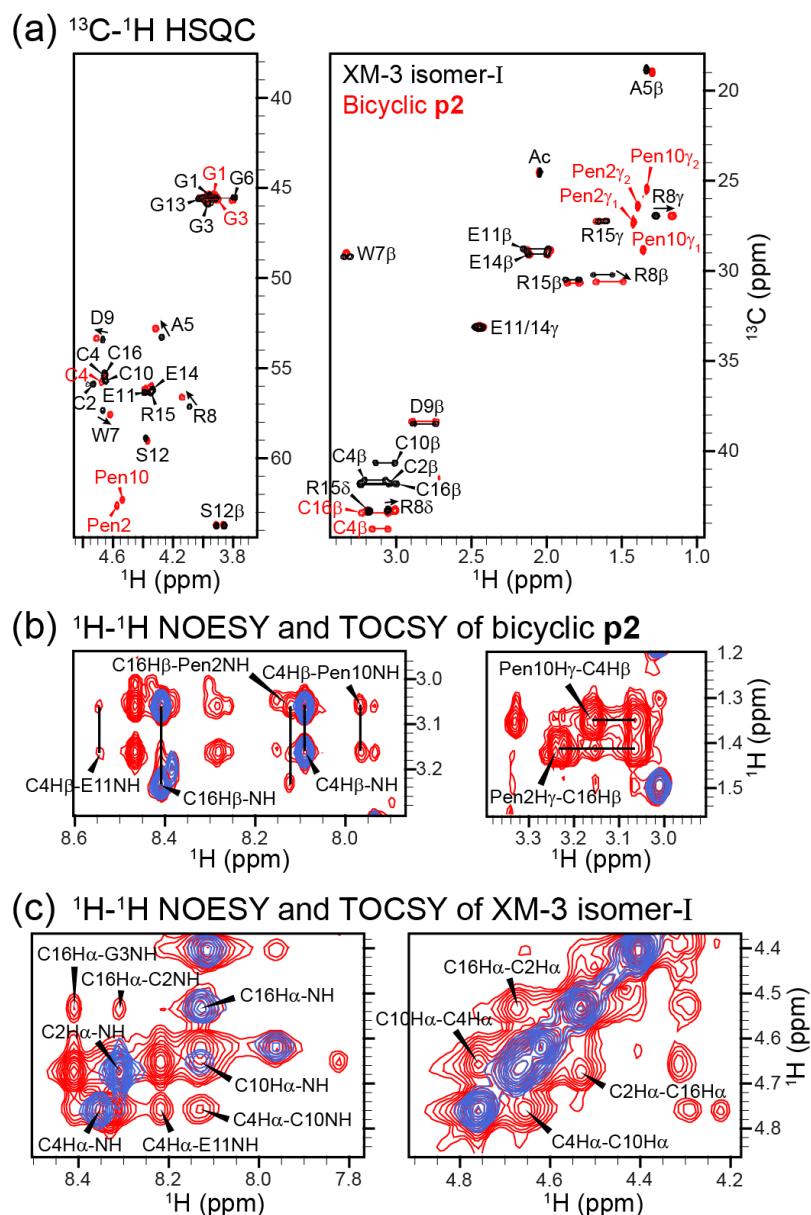 (a) ¹³C-¹H HSQC
XM-3 isomer-I
Bicyclic p2
40
45
50
55
60
G1
G1
G6
G13
G3
G3
D9
A5
C4
C16
C4
C10
E14
C2
E11
R15
R8
W7
S12
Pen10
Pen2
S12β
4.6
4.2
3.8
¹H (ppm)
A5β
Ac
Pen10γ₂
Pen2γ₂
R8γ
Pen2γ₁
R15γ
Pen10γ₁
E11β
W7β
E14β
R15β
R8β
E11/14γ
D9β
C10β
C4β
C2β
R15δ
C16β
C16β
R8δ
C4β
20
25
30
35
40
¹³C (ppm)
3.0
2.5
2.0
1.5
1.0
¹H (ppm)
(b) ¹H-¹H NOESY and TOCSY of bicyclic p2
C16Hβ-Pen2NH
C4Hβ-Pen10NH
C4Hβ-E11NH
C16Hβ-NH
C4Hβ-NH
3.0
3.1
3.2
8.6
8.4
8.2
8.0
¹H (ppm)
Pen10Hγ-C4Hβ
Pen2Hγ-C16Hβ
1.2
1.3
1.4
1.5
¹H (ppm)
3.3
3.2
3.1
3.0
¹H (ppm)
(c) ¹H-¹H NOESY and TOCSY of XM-3 isomer-I
C16Hα-G3NH
C16Hα-C2NH
C16Hα-NH
C2Hα-NH
C10Hα-NH
C4Hα-NH
C4Hα-E11NH
C4Hα-C10NH
8.4
8.2
8.0
7.8
¹H (ppm)
C16Hα-C2Hα
C10Hα-C4Hα
C2Hα-C16Hα
C4Hα-C10Hα
4.4
4.5
4.6
4.7
4.8
¹H (ppm)
4.8
4.6
4.4
4.2
¹H (ppm)